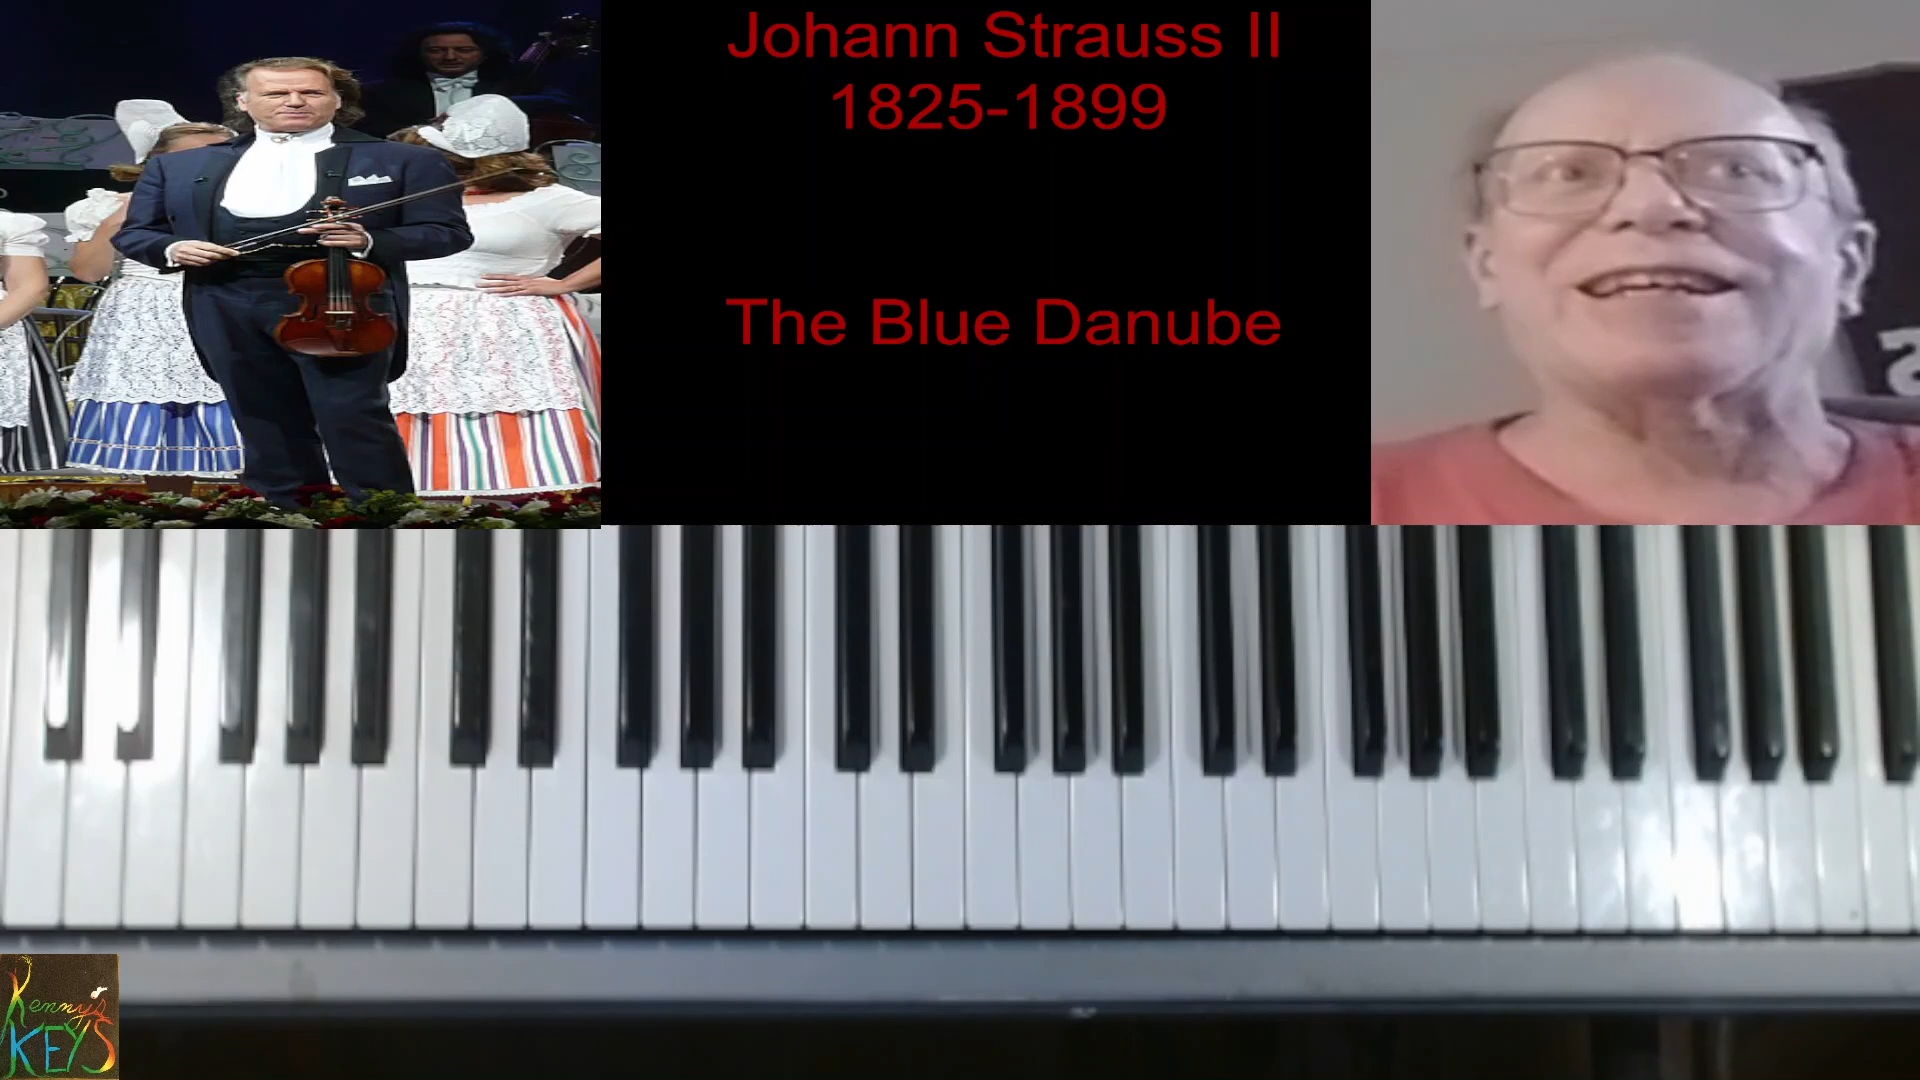 Johann Strauss II
1825-1899
The Blue Danube
Kenny's
KEYS